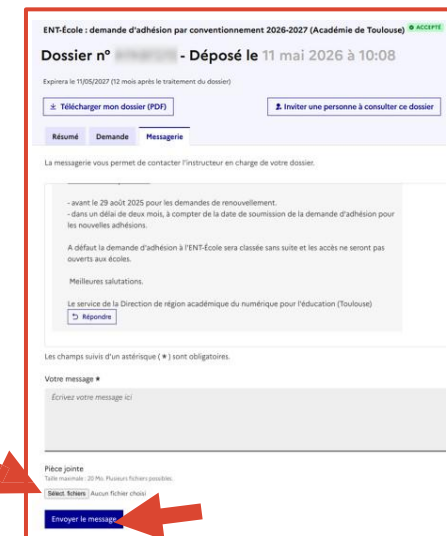 ENT-École : demande d'adhésion par conventionnement 2026-2027 (Académie de Toulouse) ACCEPTÉ
Dossier n° - Déposé le 11 mai 2026 à 10:08
Expirera le 11/05/2027 (12 mois après le traitement du dossier)
Télécharger mon dossier (PDF) Inviter une personne à consulter ce dossier
Résumé Demande Messagerie
La messagerie vous permet de contacter l'instructeur en charge de votre dossier.
- avant le 29 août 2025 pour les demandes de renouvellement.
- dans un délai de deux mois, à compter de la date de soumission de la demande d'adhésion pour
les nouvelles adhésions.
A défaut la demande d'adhésion à l'ENT-École sera classée sans suite et les accès ne seront pas
ouverts aux écoles.
Meilleures salutations.
Le service de la Direction de région académique du numérique pour l'éducation (Toulouse)
Répondre
Les champs suivis d'un astérisque ( * ) sont obligatoires.
Votre message *
Écrivez votre message ici
Pièce jointe
Taille maximale : 20 Mo. Plusieurs fichiers possibles.
Sélect. fichiers Aucun fichier choisi
Envoyer le message